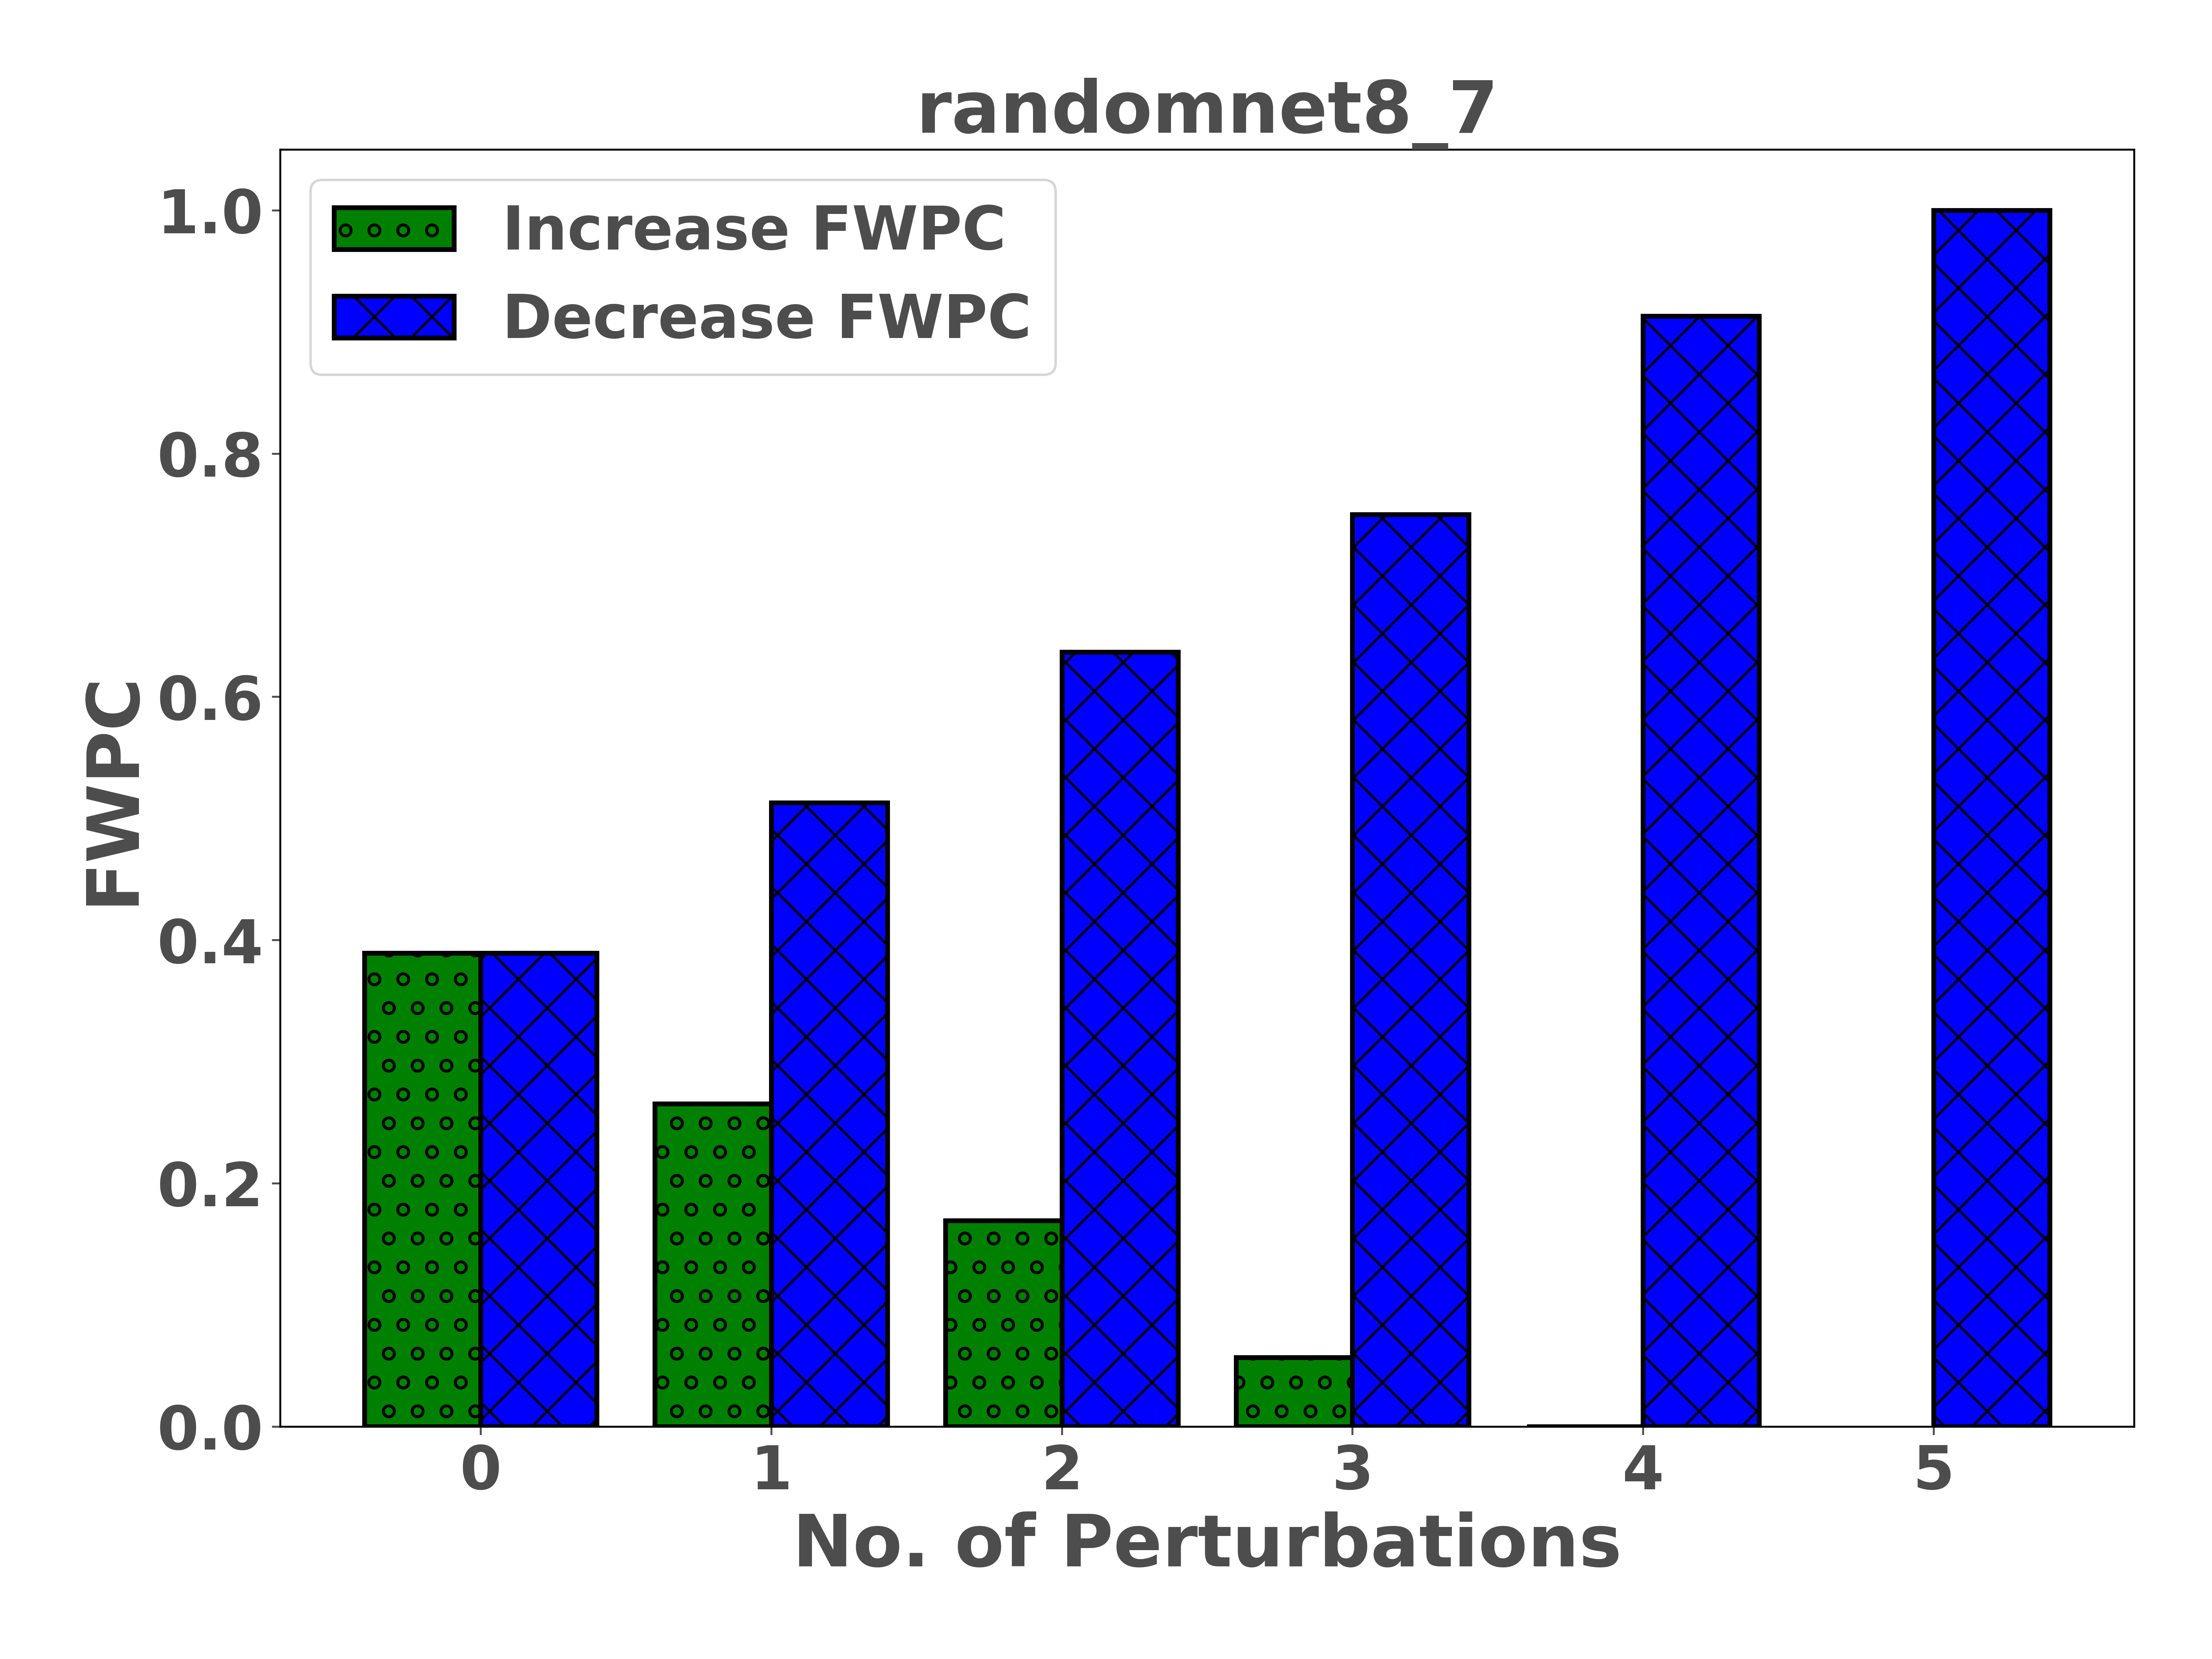 randomnet8_7
Increase FWPC
Decrease FWPC
1.0
0.8
0.6
0.4
0.2
0.0
FWPC
0 1 2 3 4 5
No. of Perturbations